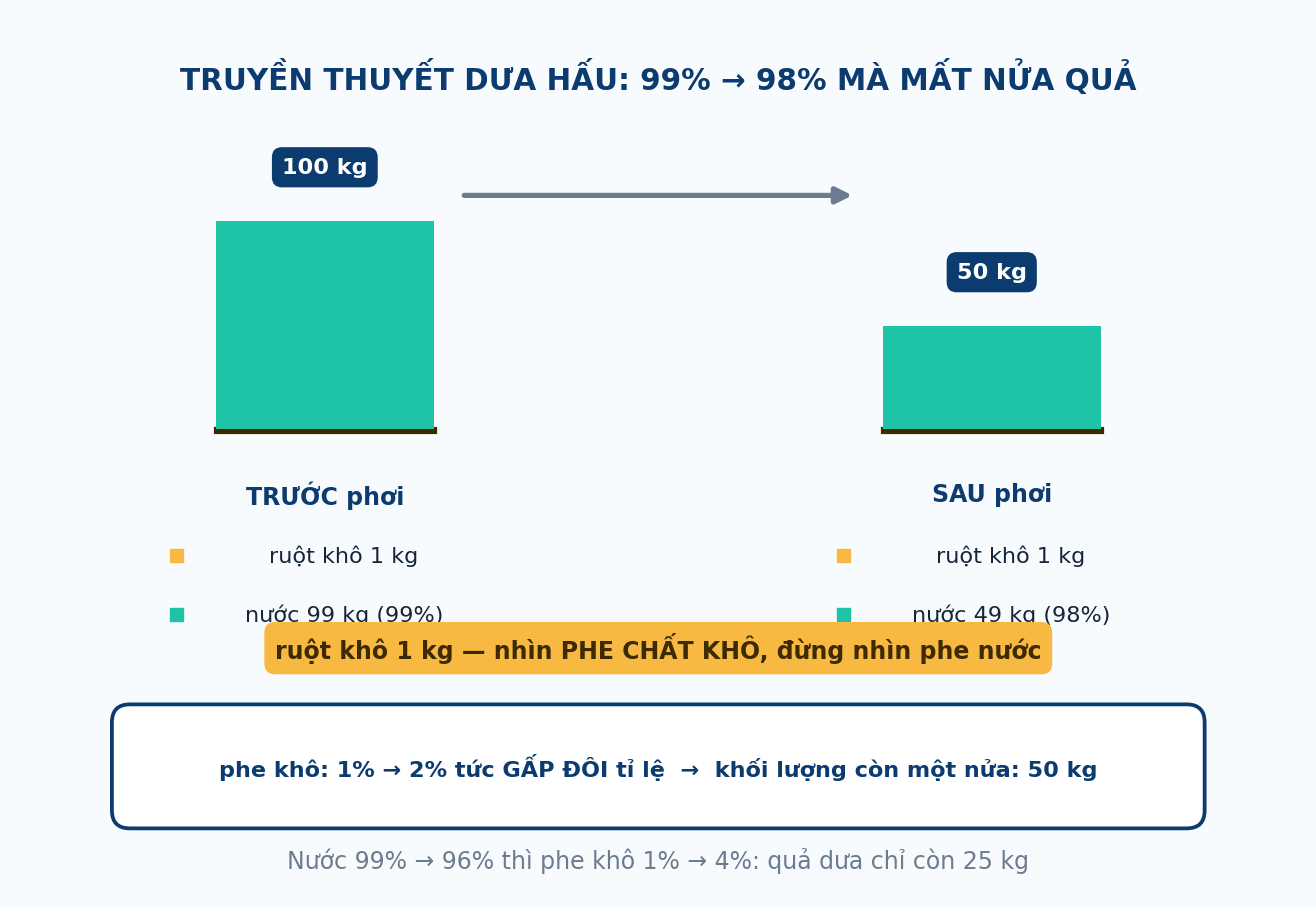 TRUYỀN THUYẾT DƯA HẤU: 99% → 98% MÀ MẤT NỬA QUẢ
100 kg
50 kg
TRƯỚC phơi
SAU phơi
ruột khô 1 kg
ruột khô 1 kg
nước 99 kg (99%)
nước 49 kg (98%)
ruột khô 1 kg — nhìn PHE CHẤT KHÔ, đừng nhìn phe nước
phe khô: 1% → 2% tức GẤP ĐÔI tỉ lệ → khối lượng còn một nửa: 50 kg
Nước 99% → 96% thì phe khô 1% → 4%: quả dưa chỉ còn 25 kg